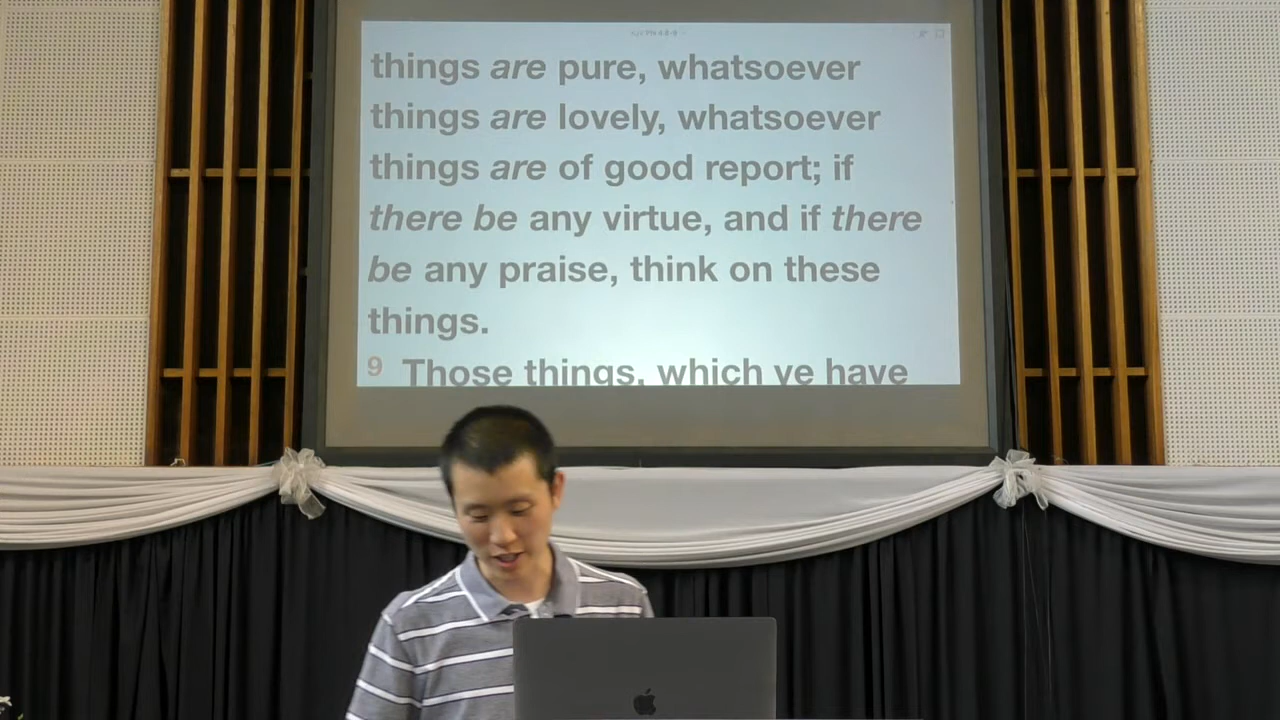 things are pure, whatsoever
things are lovely, whatsoever
things are of good report; if
there be any virtue, and if there
be any praise, think on these
things.
9 Those things, which ye have